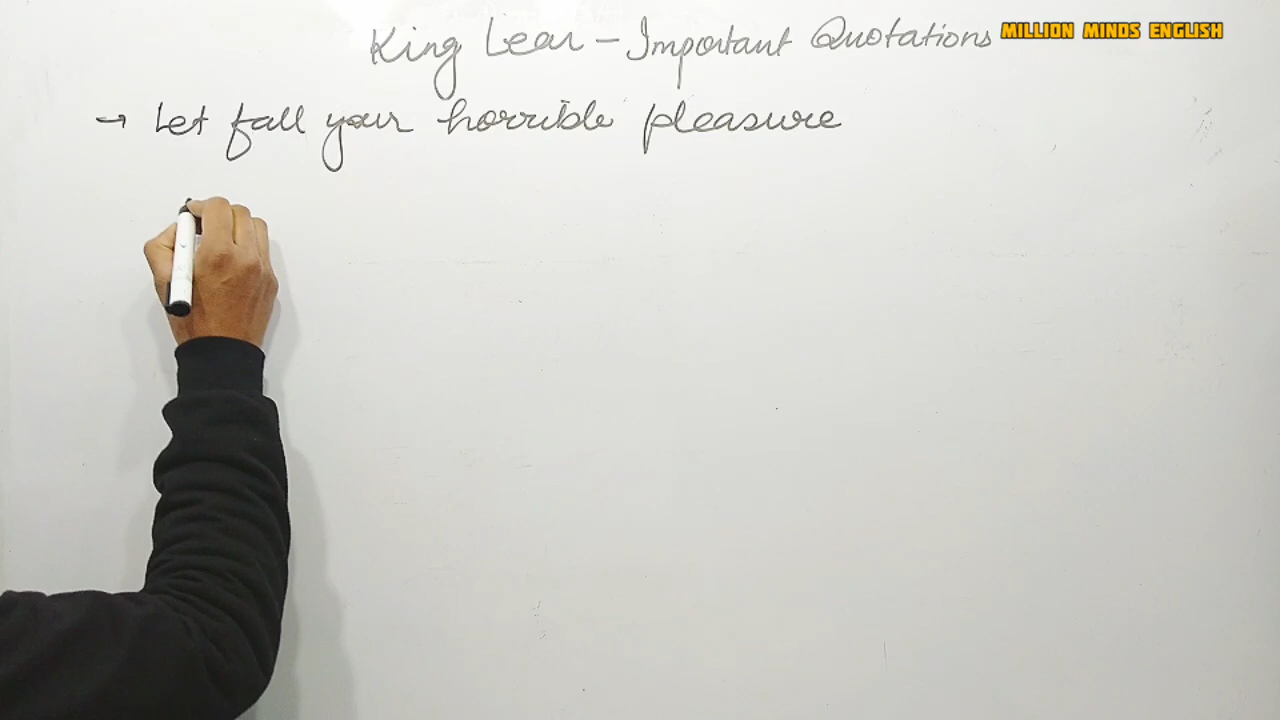 King Lear - Important Quotations MILLION MINDS ENGLISH
→ Let fall your horrible pleasure